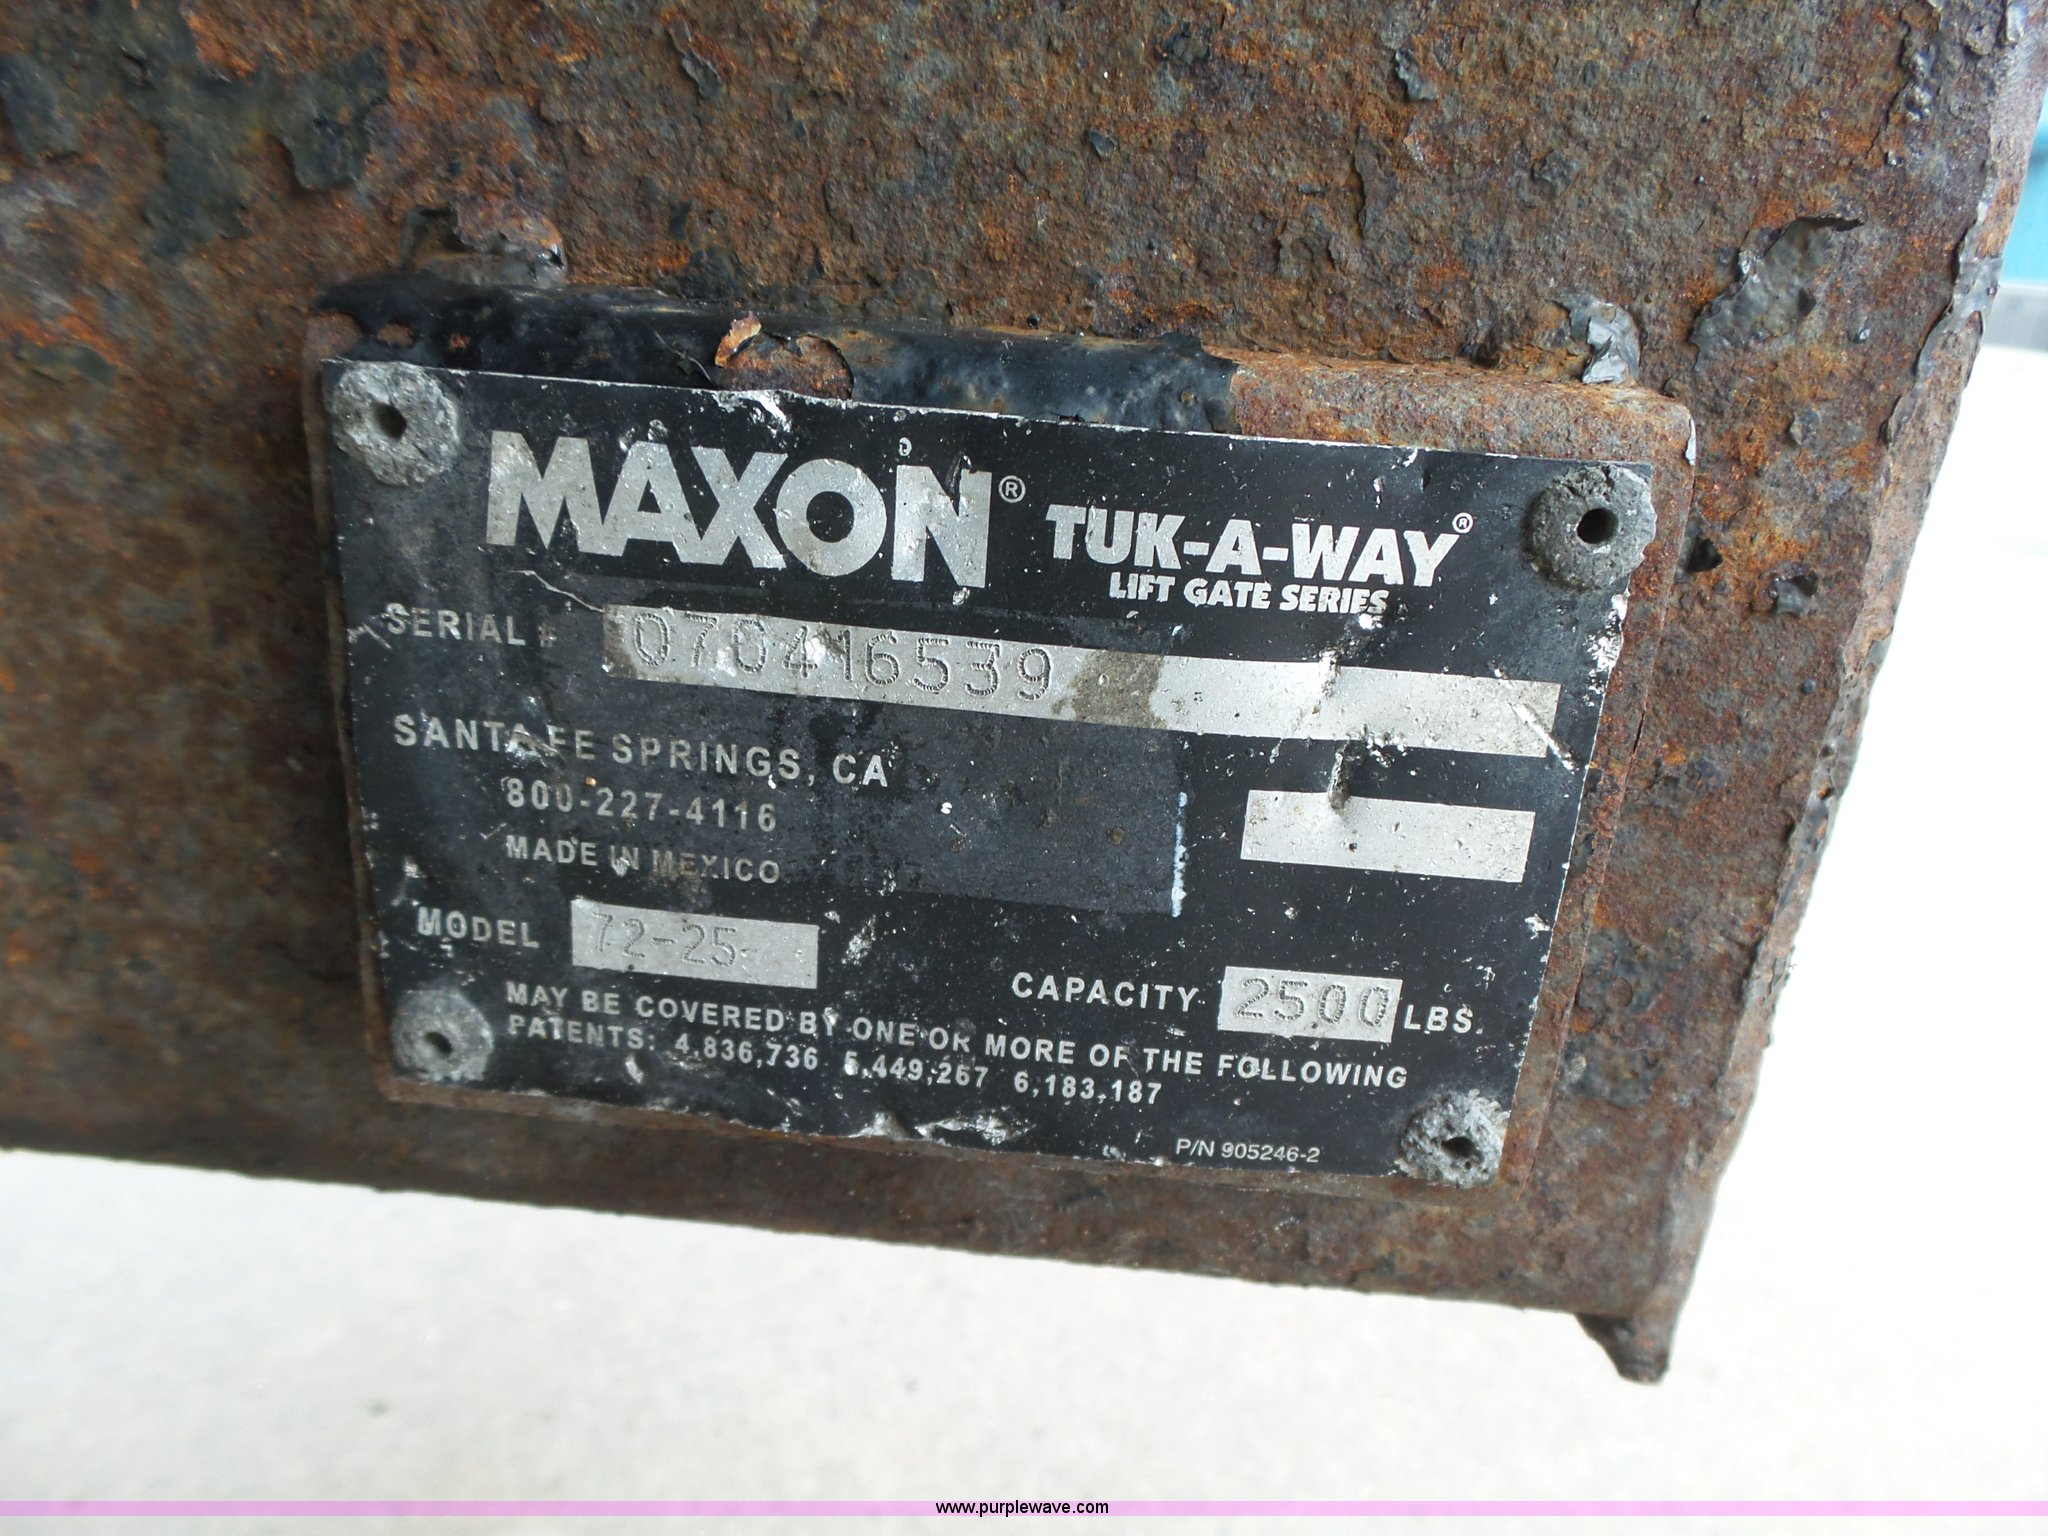 MAXON® TUK-A-WAY®
LIFT GATE SERIES
SERIAL # 070416539
SANTA FE SPRINGS, CA
800-227-4116
MADE IN MEXICO
MODEL 72-25
CAPACITY 2500 LBS.
MAY BE COVERED BY ONE OR MORE OF THE FOLLOWING
PATENTS: 4,836,736 5,449,267 6,183,187
P/N 905246-2
www.purplewave.com